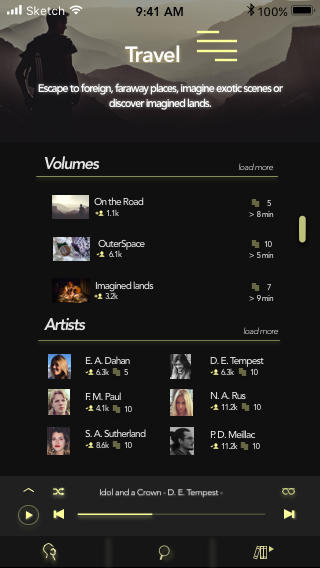 Sketch 9:41 AM 100%
Travel
Escape to foreign, faraway places, imagine exotic scenes or
discover imagined lands.
Volumes load more
On the Road 5
1.1k > 8 min
OuterSpace 10
6.1k > 5 min
Imagined lands 7
3.2k > 9 min
Artists load more
E. A. Dahan D. E. Tempest
6.3k 5 6.3k 10
F. M. Paul N. A. Rus
4.1k 10 11.2k 10
S. A. Sutherland P. D. Meillac
8.6k 10 11.2k 10
Idol and a Crown - D. E. Tempest -